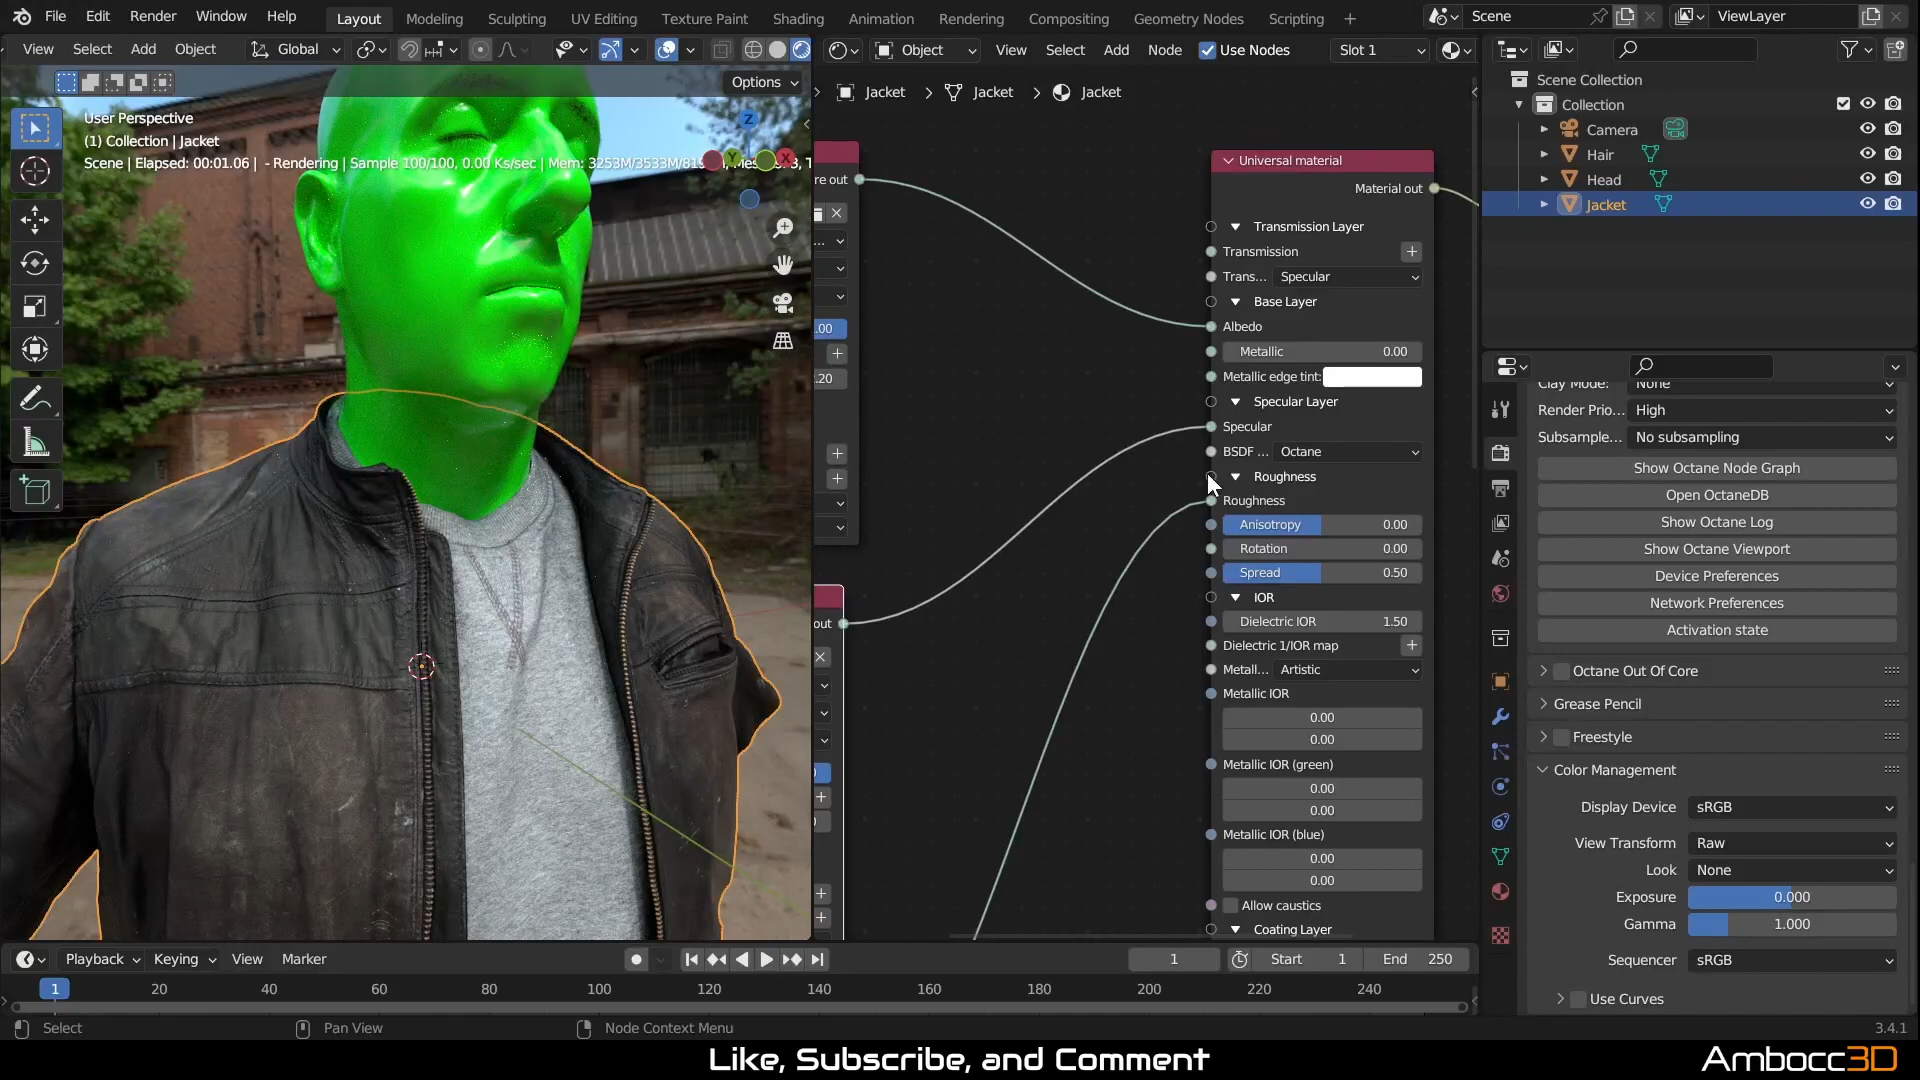 File Edit Render Window Help Layout Modeling Sculpting UV Editing Texture Paint Shading Animation Rendering Compositing Geometry Nodes Scripting + Scene ViewLayer
View Select Add Object Global Object View Select Add Node Use Nodes Slot 1
Options
User Perspective
(1) Collection | Jacket
Scene | Elapsed: 00:01.06 | - Rendering | Sample 100/100, 0.00 Ks/sec | Mem: 3253M/3533M/
Z
Y
X
Jacket > Jacket > Jacket
re out
.00
.20
out
Universal material
Material out
Transmission Layer
Transmission
Trans... Specular
Base Layer
Albedo
Metallic 0.00
Metallic edge tint:
Specular Layer
Specular
BSDF ... Octane
Roughness
Roughness
Anisotropy 0.00
Rotation 0.00
Spread 0.50
IOR
Dielectric IOR 1.50
Dielectric 1/IOR map
Metall... Artistic
Metallic IOR
0.00
0.00
Metallic IOR (green)
0.00
0.00
Metallic IOR (blue)
0.00
0.00
Allow caustics
Coating Layer
Scene Collection
Collection
Camera
Hair
Head
Jacket
Clay Mode: None
Render Prio... High
Subsample... No subsampling
Show Octane Node Graph
Open OctaneDB
Show Octane Log
Show Octane Viewport
Device Preferences
Network Preferences
Activation state
Octane Out Of Core
Grease Pencil
Freestyle
Color Management
Display Device sRGB
View Transform Raw
Look None
Exposure 0.000
Gamma 1.000
Sequencer sRGB
Use Curves
Playback Keying View Marker 1 Start 1 End 250
1 20 40 60 80 100 120 140 160 180 200 220 240
Select Pan View Node Context Menu 3.4.1
Like, Subscribe, and Comment
Ambocc3D